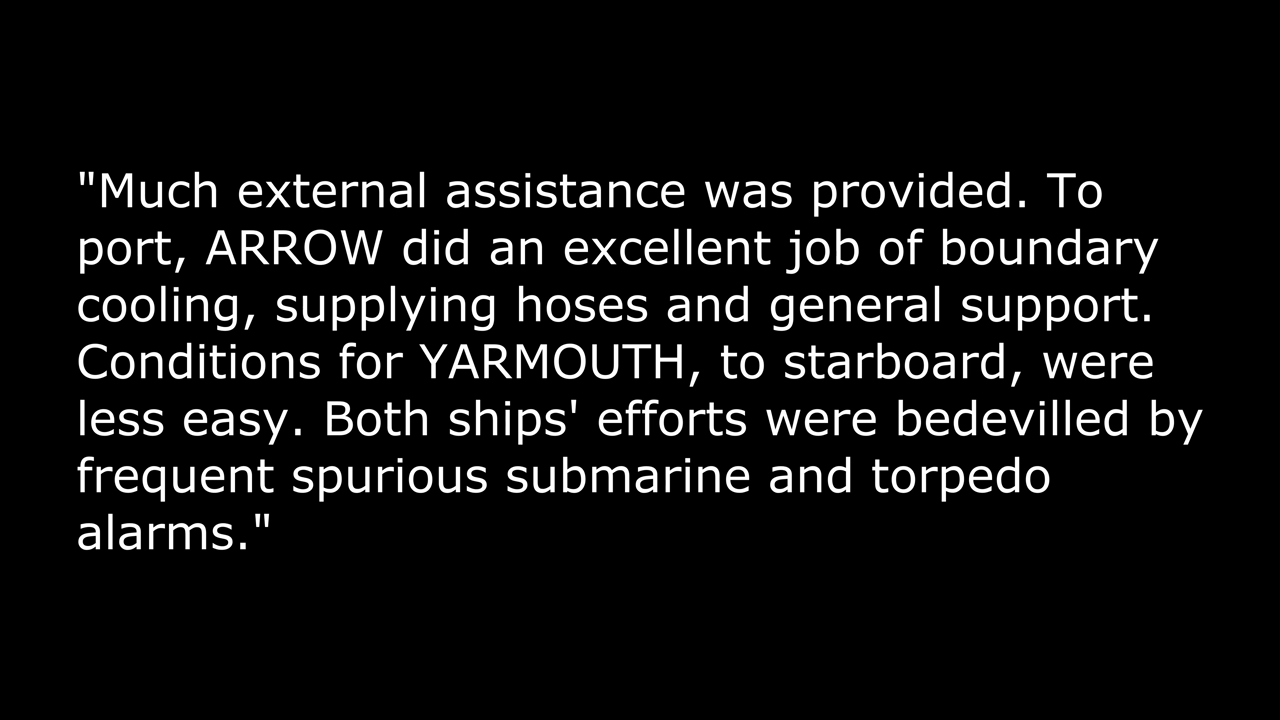 "Much external assistance was provided. To
port, ARROW did an excellent job of boundary
cooling, supplying hoses and general support.
Conditions for YARMOUTH, to starboard, were
less easy. Both ships' efforts were bedevilled by
frequent spurious submarine and torpedo
alarms."